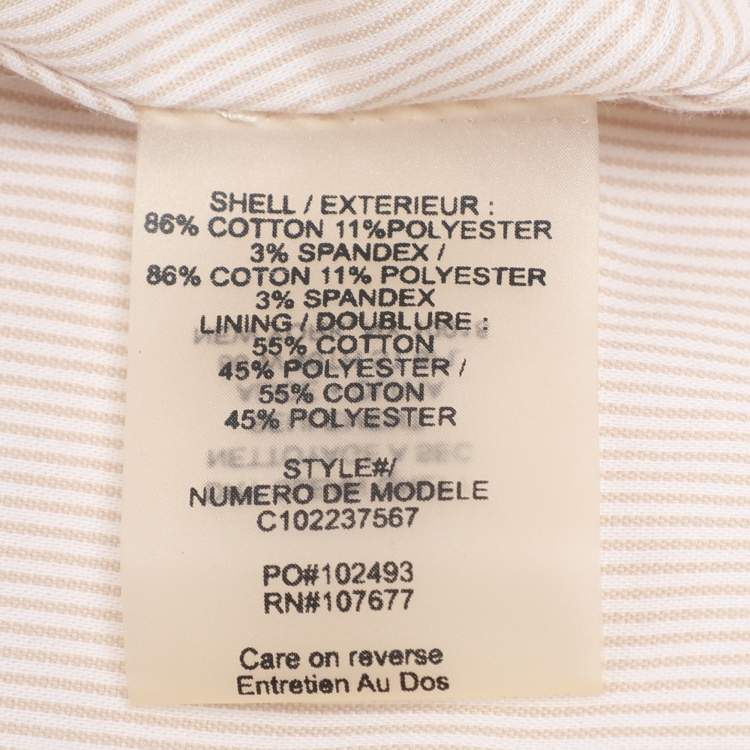 SHELL / EXTERIEUR :
86% COTTON 11%POLYESTER
3% SPANDEX /
86% COTON 11% POLYESTER
3% SPANDEX
LINING / DOUBLURE :
55% COTTON
45% POLYESTER /
55% COTON
45% POLYESTER
NETTOYAGE A SEC
STYLE#/
NUMERO DE MODELE
C102237567
PO#102493
RN#107677
Care on reverse
Entretien Au Dos